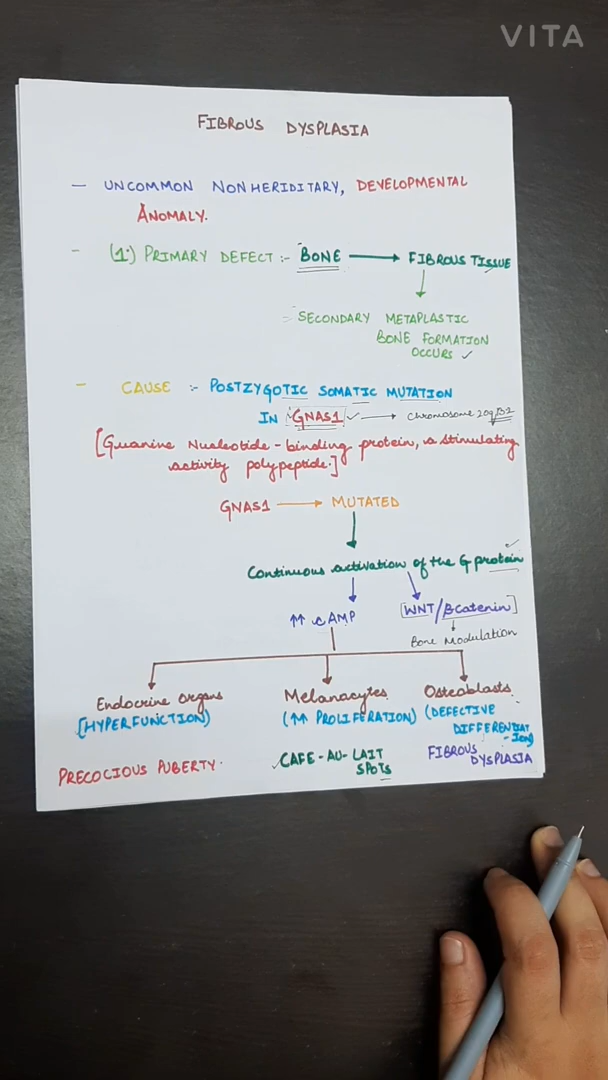 VITA
FIBROUS DYSPLASIA
- UNCOMMON NONHERIDITARY, DEVELOPMENTAL
ANOMALY.
- (1.) PRIMARY DEFECT :- BONE → FIBROUS TISSUE
SECONDARY METAPLASTIC
BONE FORMATION
OCCURS ✓
- CAUSE :- POSTZYGOTIC SOMATIC MUTATION
IN GNAS1 ✓ → Chromosome 20q13.2
[Guanine Nucleotide-binding protein, α stimulating
activity polypeptide.]
GNAS1 → MUTATED
Continuous activation of the G protein
↑↑ cAMP [WNT/βcatenin]
Bone Modulation
Endocrine organs Melanacytes Osteoblasts
[HYPERFUNCTION) (↑↑ PROLIFERATION) (DEFECTIVE
DIFFERENTIAT
-Ion)
PRECOCIOUS PUBERTY. ✓CAFE-AU-LAIT FIBROUS
SPOTS DYSPLASIA